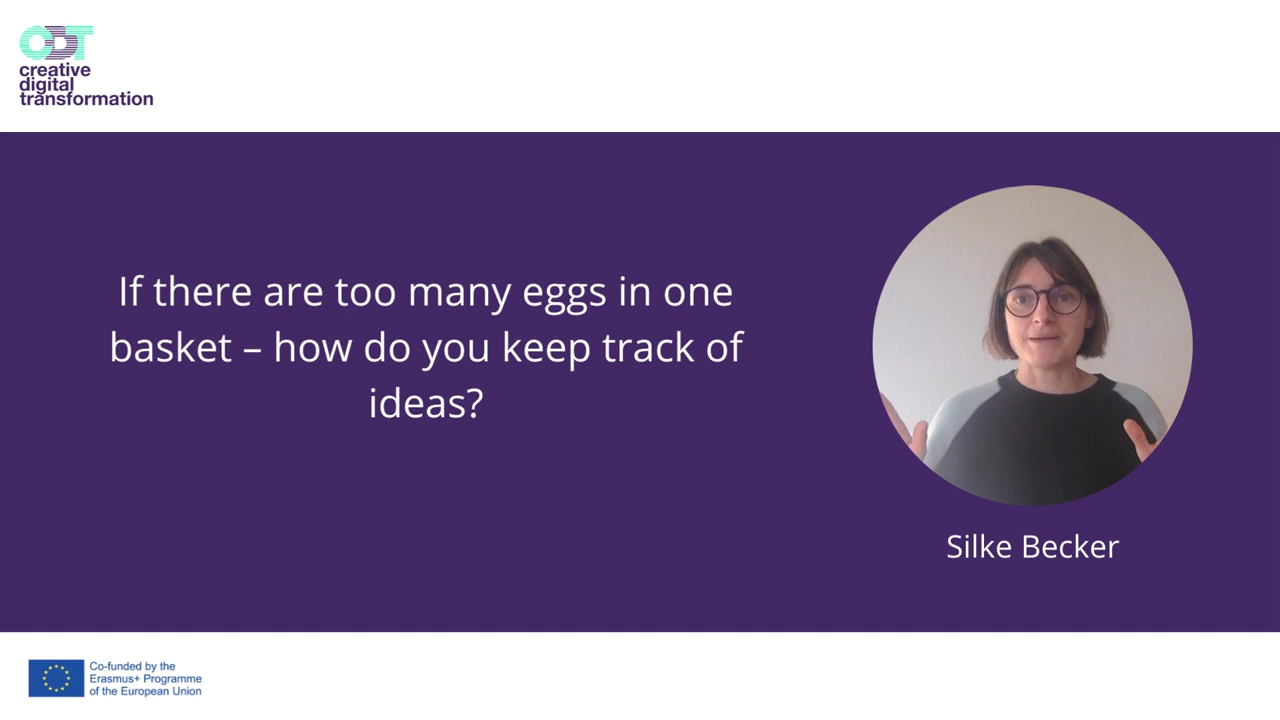 CDT
creative
digital
transformation
If there are too many eggs in one
basket – how do you keep track of
ideas?
Silke Becker
Co-funded by the
Erasmus+ Programme
of the European Union